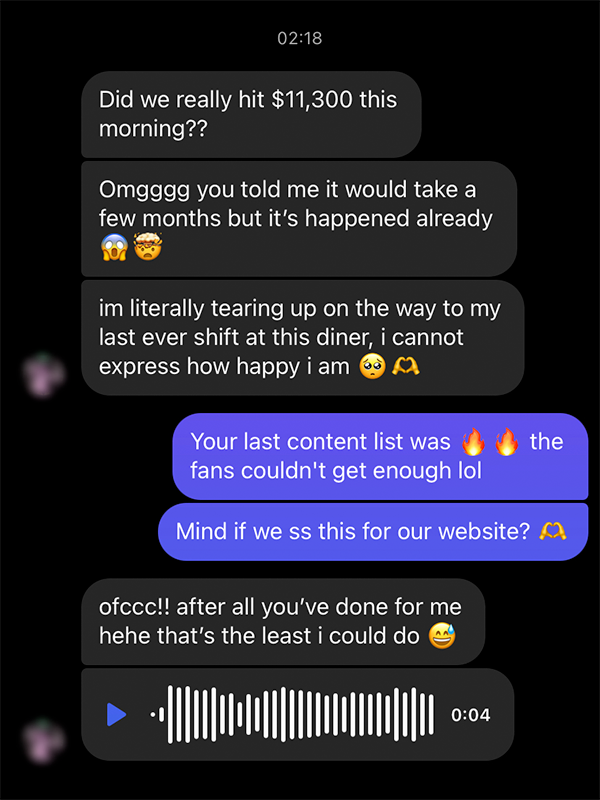 02:18
Did we really hit $11,300 this
morning??
Omgggg you told me it would take a
few months but it’s happened already
😱🤯
im literally tearing up on the way to my
last ever shift at this diner, i cannot
express how happy i am 🥺🫶
Your last content list was 🔥🔥 the
fans couldn't get enough lol
Mind if we ss this for our website? 🫶
ofccc!! after all you’ve done for me
hehe that’s the least i could do 😅
0:04